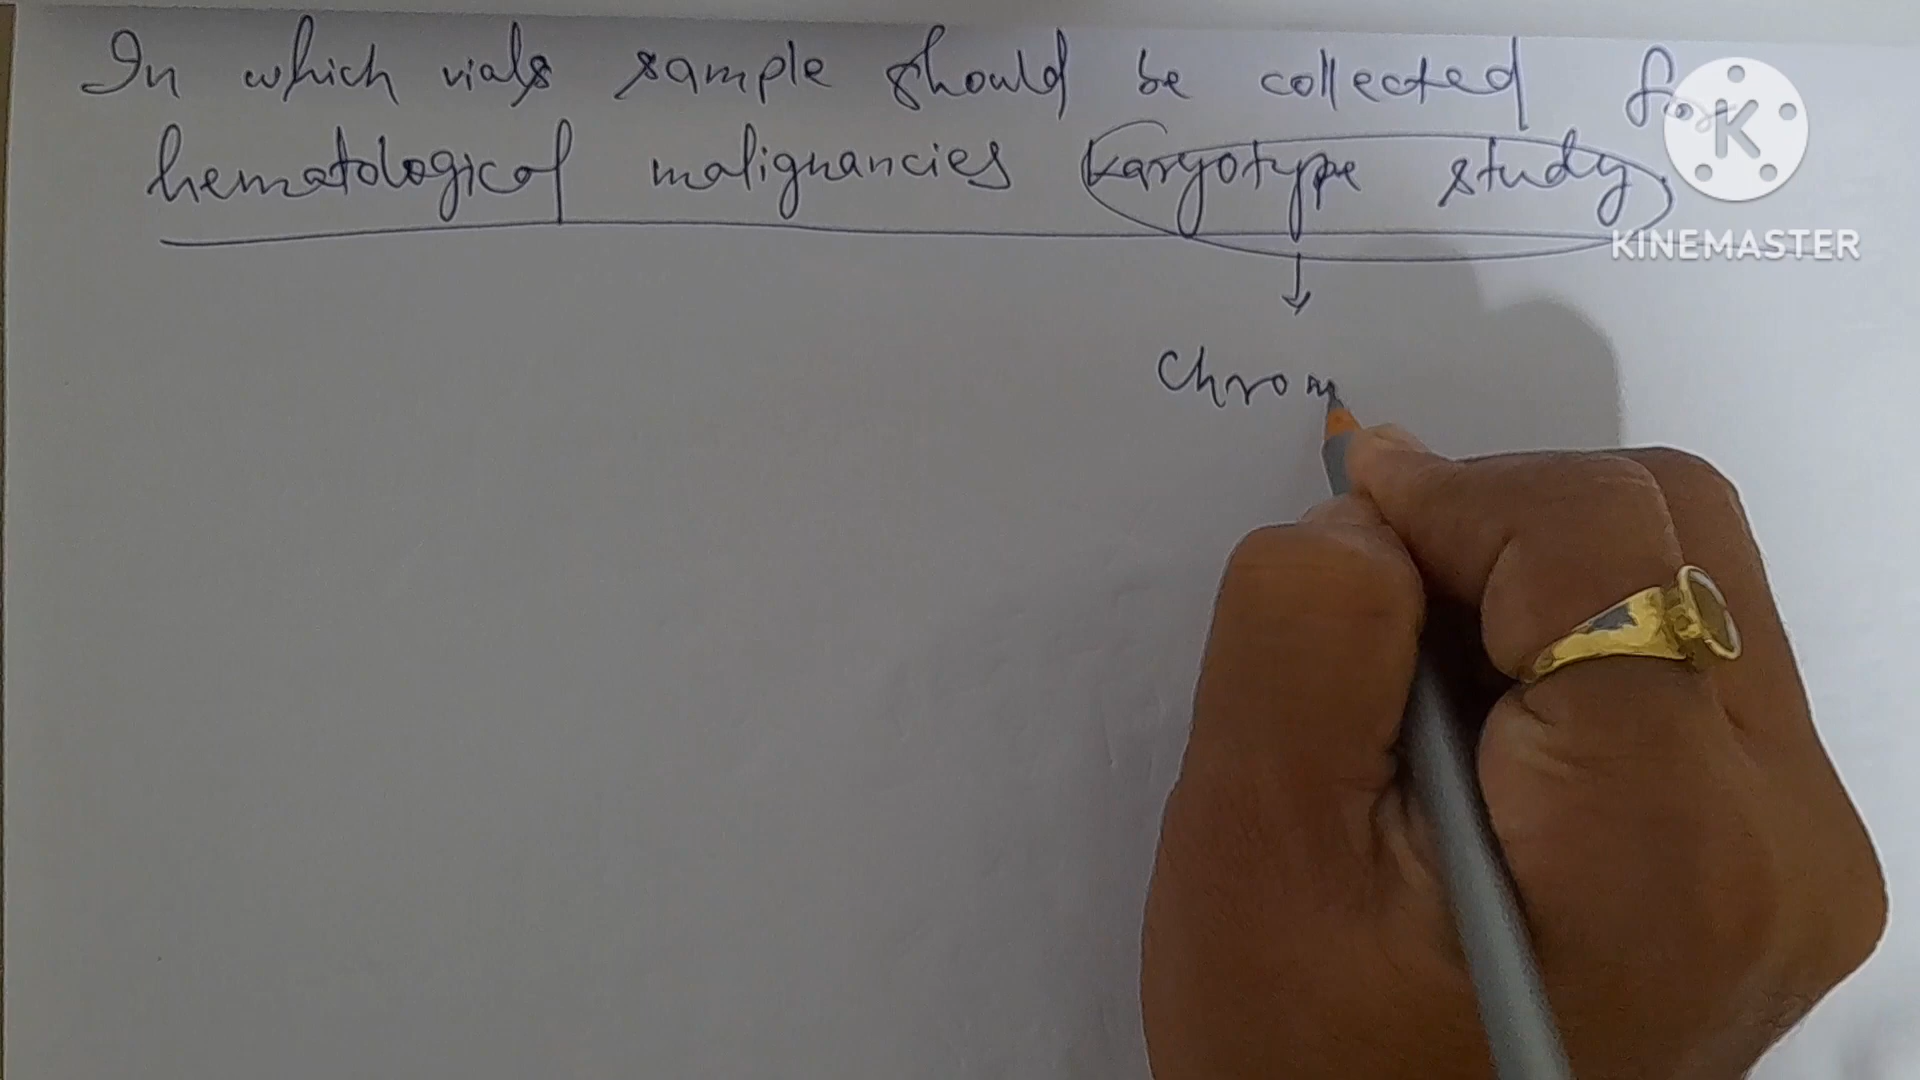 In which vials sample should be collected for
hematological malignancies Karyotype study
K
KINEMASTER
Chrom